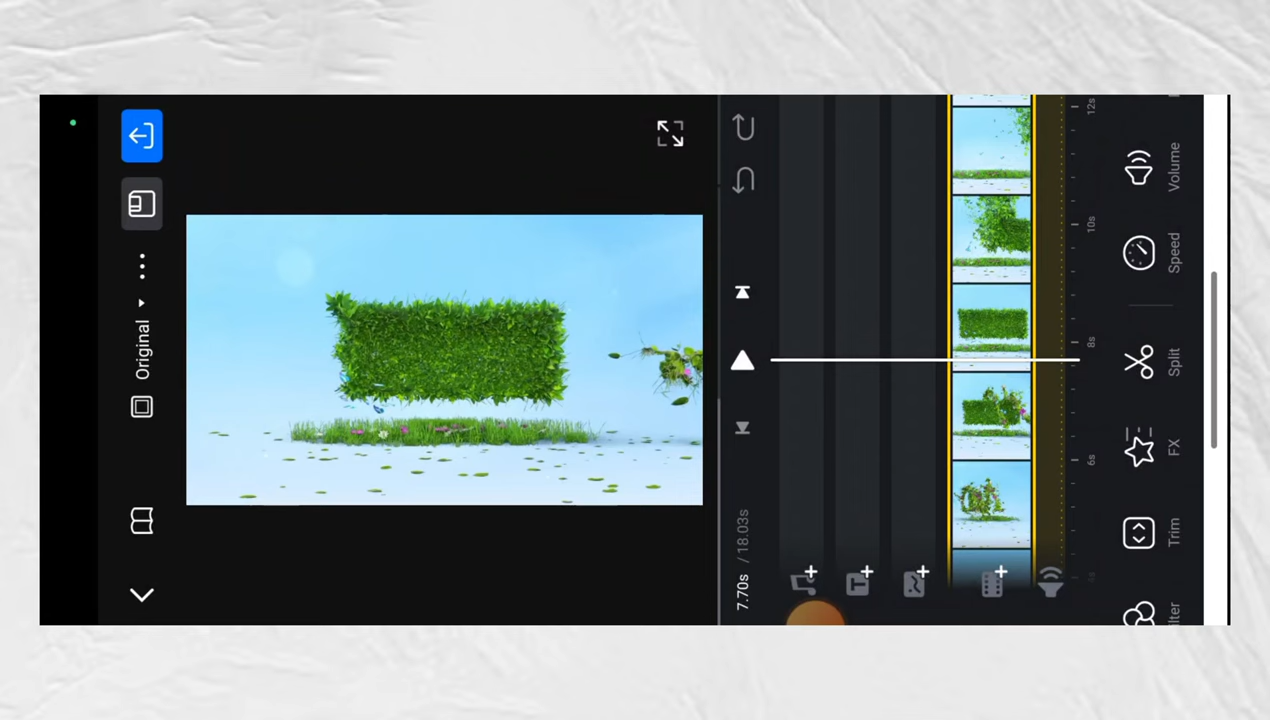 Original
7.70s / 18.03s
12s
10s
8s
6s
Volume
Speed
Split
FX
Trim